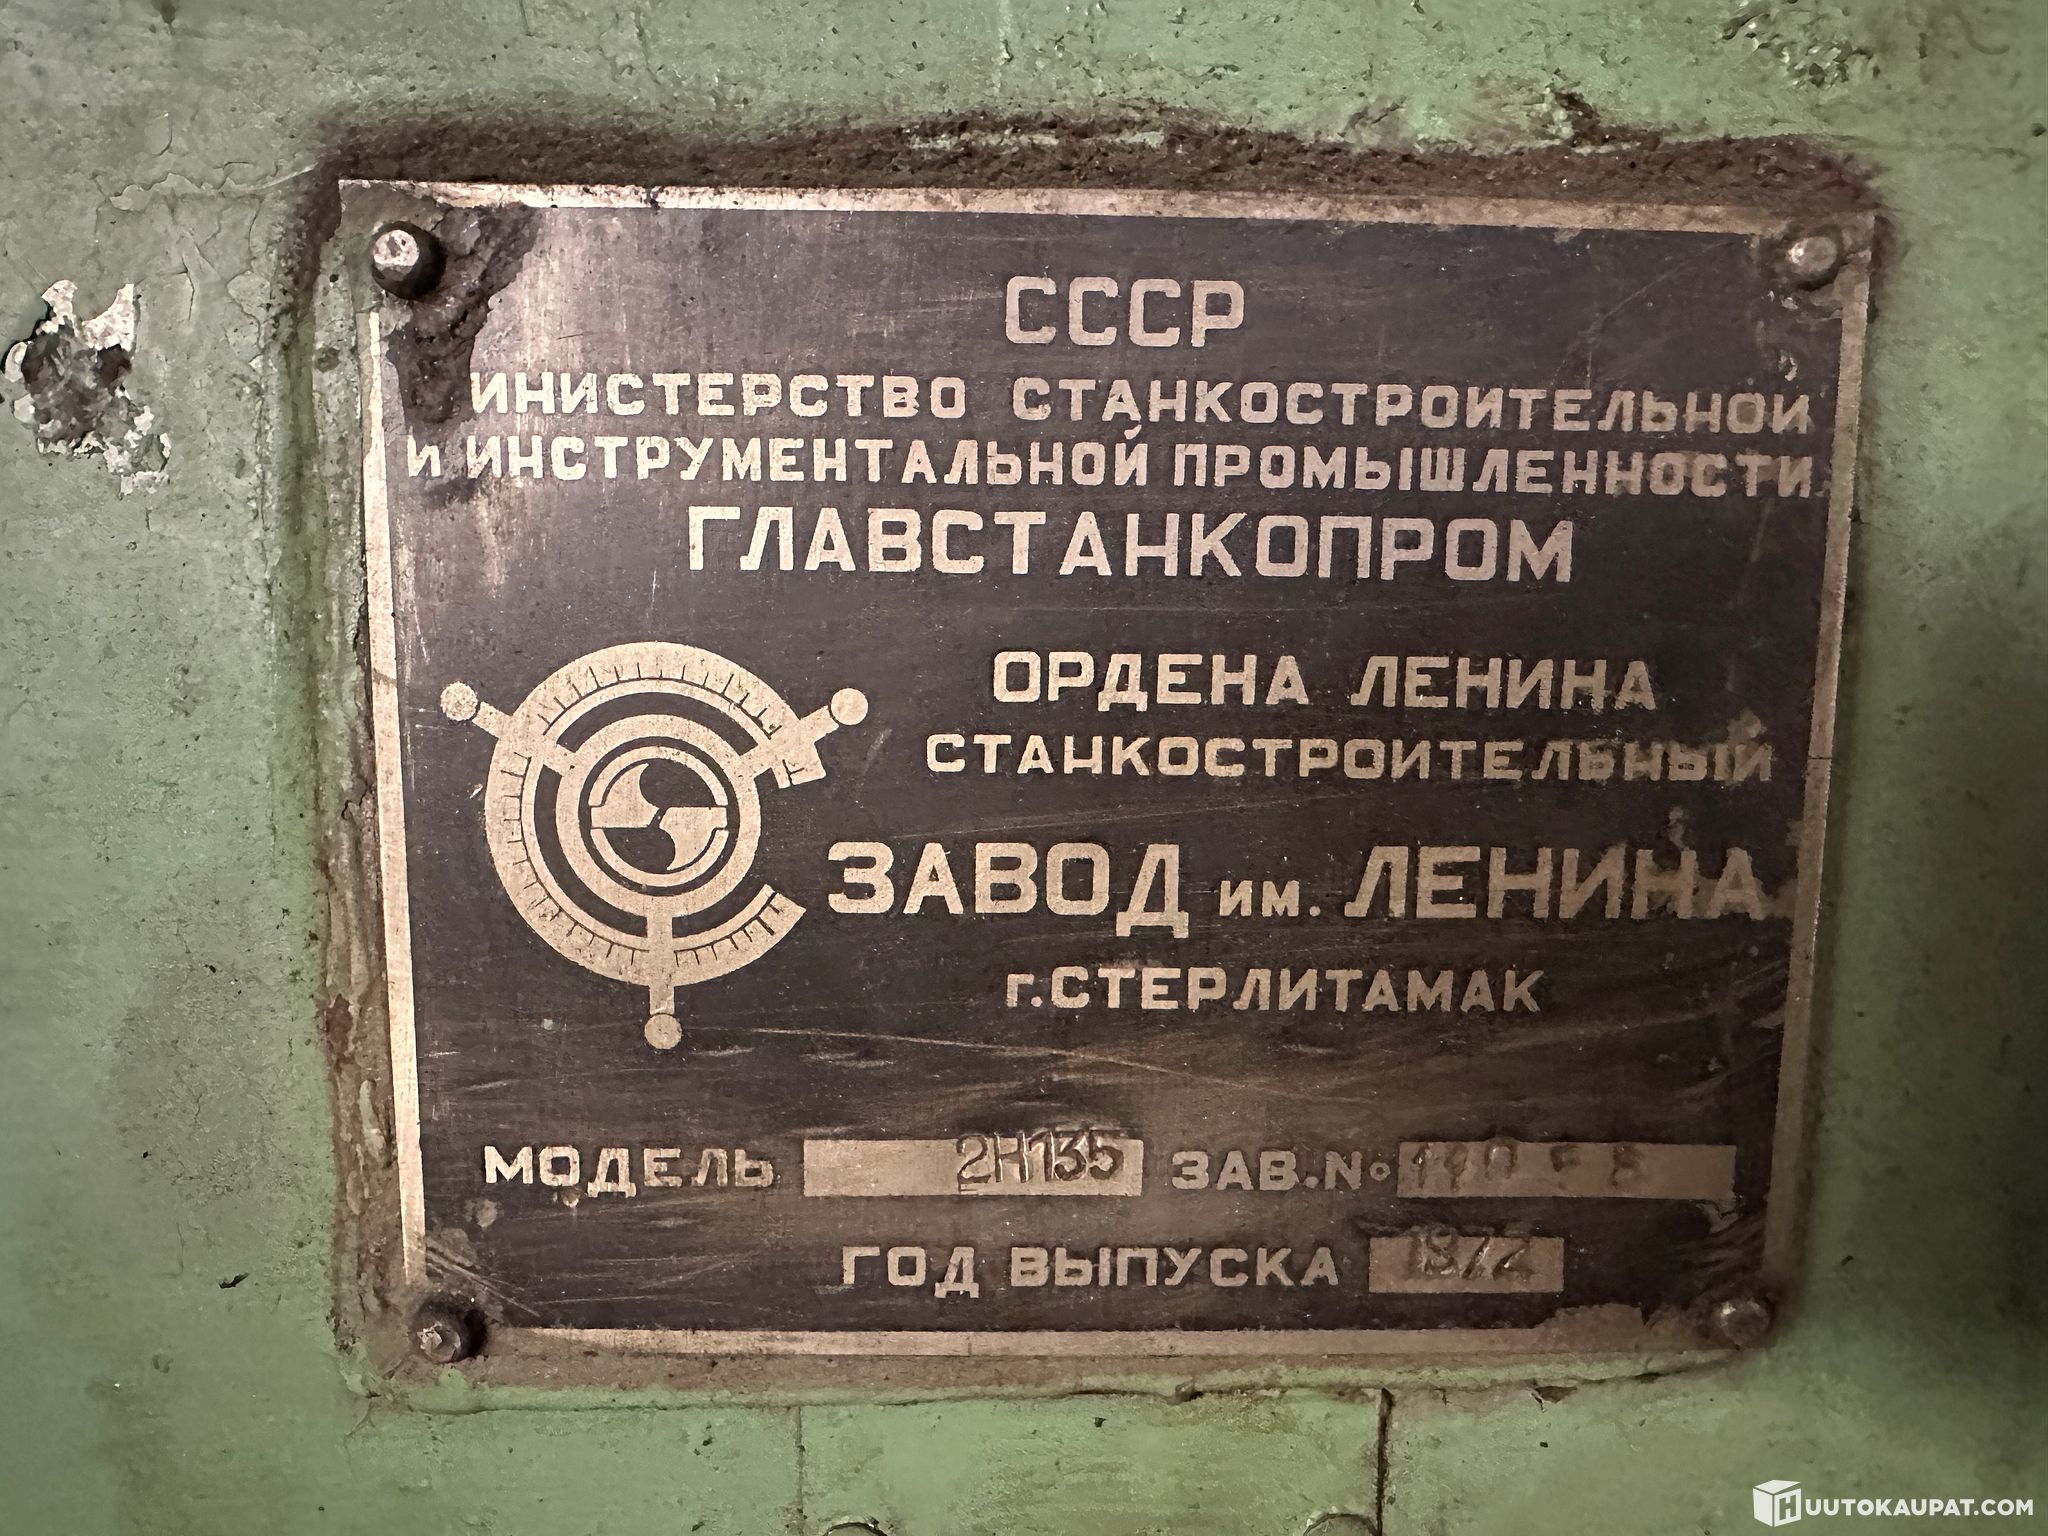 СССР
ИНИСТЕРСТВО СТАНКОСТРОИТЕЛЬНОЙ
И ИНСТРУМЕНТАЛЬНОЙ ПРОМЫШЛЕННОСТИ
ГЛАВСТАНКОПРОМ
ОРДЕНА ЛЕНИНА
СТАНКОСТРОИТЕЛЬНЫЙ
ЗАВОД им. ЛЕНИНА
г.СТЕРЛИТАМАК
МОДЕЛЬ 2Н135 ЗАВ.№
ГОД ВЫПУСКА 1972
HUUTOKAUPAT.COM